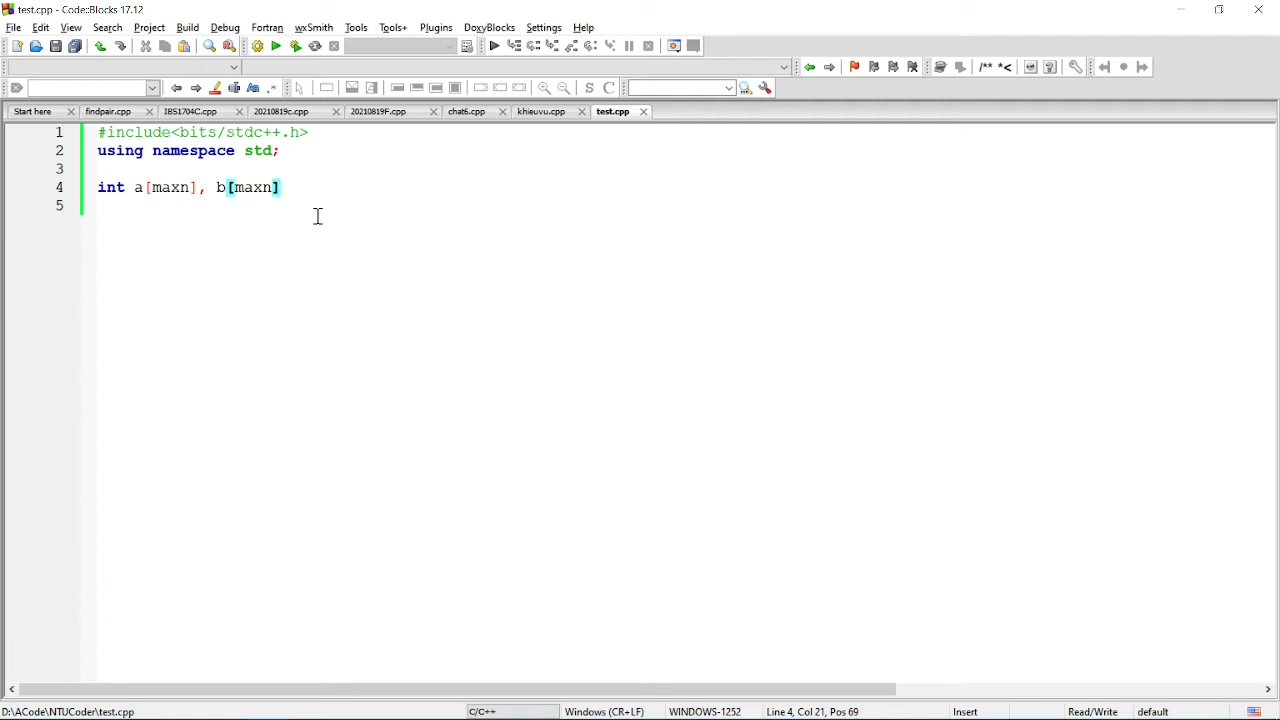 test.cpp - Code::Blocks 17.12
File Edit View Search Project Build Debug Fortran wxSmith Tools Tools+ Plugins DoxyBlocks Settings Help
/** *<
Aa .* S C
Start here findpair.cpp IBS1704C.cpp 20210819c.cpp 20210819F.cpp chat6.cpp khieuvu.cpp test.cpp
1 #include<bits/stdc++.h>
2 using namespace std;
3
4 int a[maxn], b[maxn]
5
D:\ACode\NTUCoder\test.cpp C/C++ Windows (CR+LF) WINDOWS-1252 Line 4, Col 21, Pos 69 Insert Read/Write default